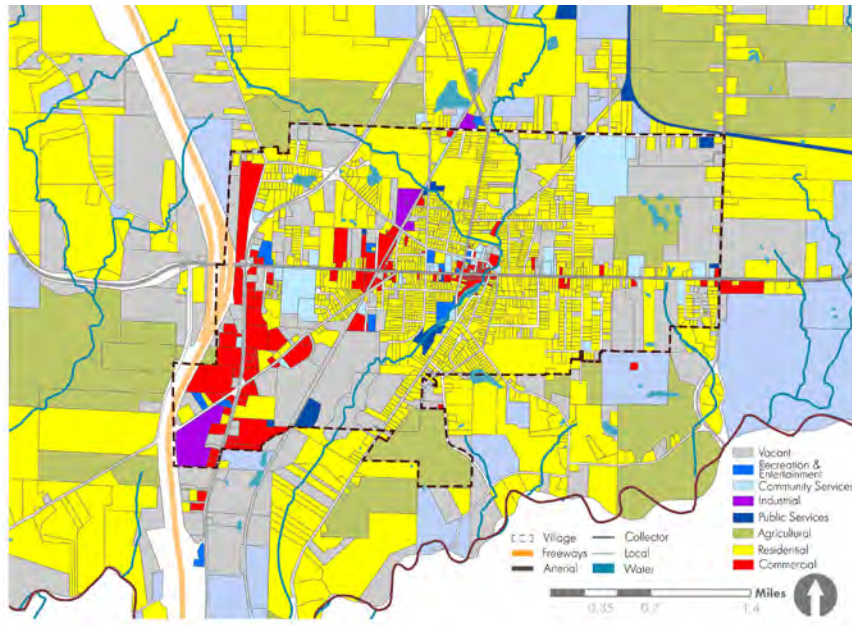 Vacant
Recreation &
Entertainment
Community Services
Industrial
Public Services
Agricultural
Residential
Commercial
Village
Freeways
Arterial
Collector
Local
Water
Miles
0.35 0.7 1.4